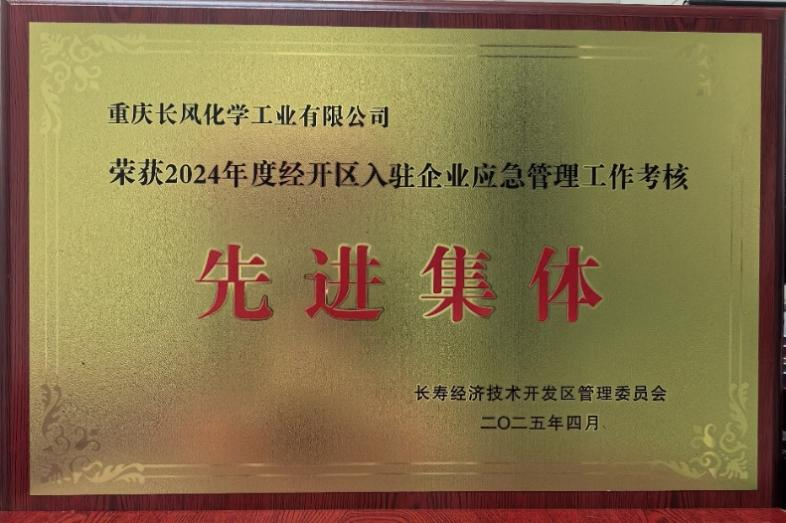 重庆长风化学工业有限公司
荣获2024年度经开区入驻企业应急管理工作考核
先进集体
长寿经济技术开发区管理委员会
二〇二五年四月